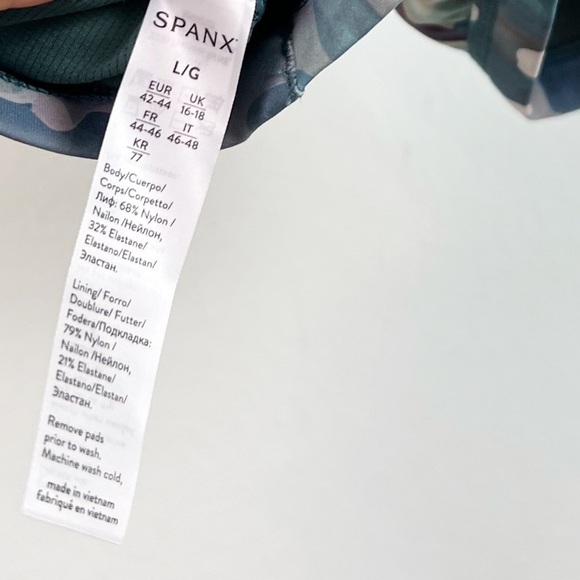 SPANX
L/G
EUR UK
42-44 16-18
FR IT
44-46 46-48
KR
77
Body/Cuerpo/
Corps/Corpetto/
Лиф: 68% Nylon /
Nailon /Нейлон,
32% Elastane/
Elastano/Elastan/
Эластан.
Lining/ Forro/
Doublure/ Futter/
Fodera/Подкладка:
79% Nylon /
Nailon /Нейлон,
21% Elastane/
Elastano/Elastan/
Эластан.
Remove pads
prior to wash.
Machine wash cold,
made in vietnam
fabriqué en vietnam